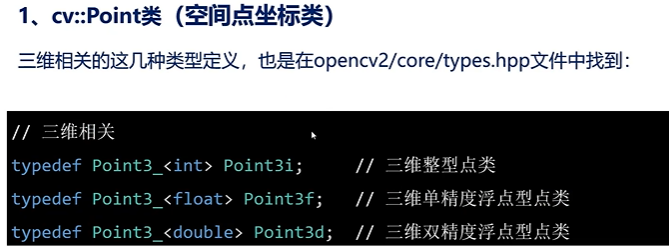 1、cv::Point类（空间点坐标类）
三维相关的这几种类型定义，也是在opencv2/core/types.hpp文件中找到：
// 三维相关
typedef Point3_<int> Point3i; // 三维整型点类
typedef Point3_<float> Point3f; // 三维单精度浮点型点类
typedef Point3_<double> Point3d; // 三维双精度浮点型点类